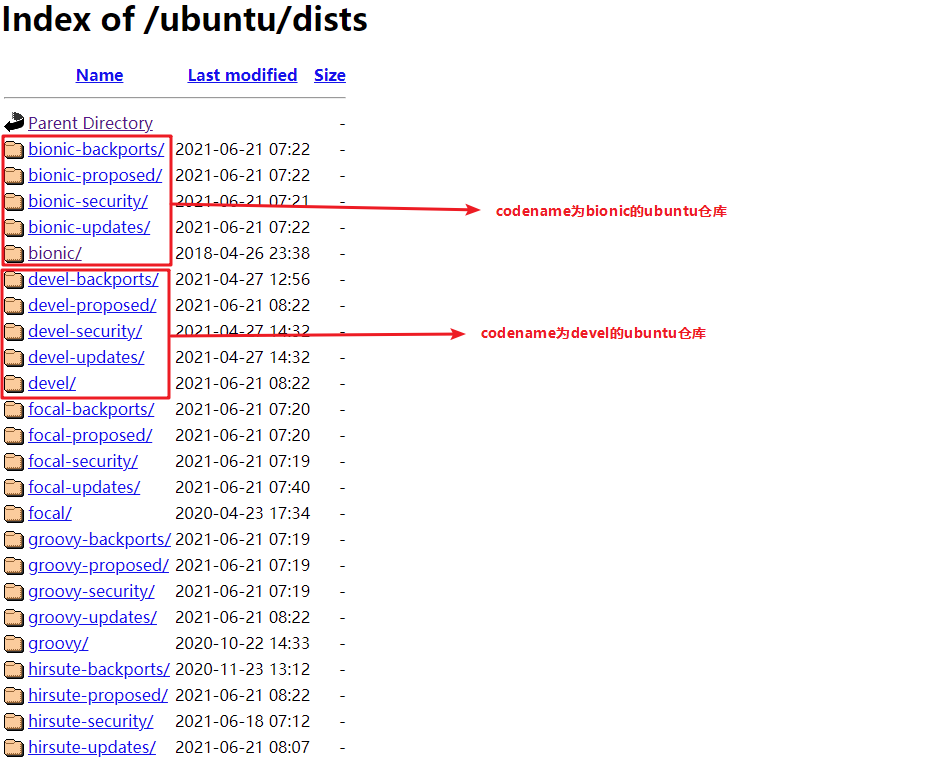 Index of /ubuntu/dists
Name Last modified Size
Parent Directory -
bionic-backports/ 2021-06-21 07:22 -
bionic-proposed/ 2021-06-21 07:22 -
bionic-security/ 2021-06-21 07:21 -
codename为bionic的ubuntu仓库
bionic-updates/ 2021-06-21 07:22 -
bionic/ 2018-04-26 23:38 -
devel-backports/ 2021-04-27 12:56 -
devel-proposed/ 2021-06-21 08:22 -
devel-security/ 2021-04-27 14:32 -
codename为devel的ubuntu仓库
devel-updates/ 2021-04-27 14:32 -
devel/ 2021-06-21 08:22 -
focal-backports/ 2021-06-21 07:20 -
focal-proposed/ 2021-06-21 07:20 -
focal-security/ 2021-06-21 07:19 -
focal-updates/ 2021-06-21 07:40 -
focal/ 2020-04-23 17:34 -
groovy-backports/ 2021-06-21 07:19 -
groovy-proposed/ 2021-06-21 07:19 -
groovy-security/ 2021-06-21 07:19 -
groovy-updates/ 2021-06-21 08:22 -
groovy/ 2020-10-22 14:33 -
hirsute-backports/ 2020-11-23 13:12 -
hirsute-proposed/ 2021-06-21 08:22 -
hirsute-security/ 2021-06-18 07:12 -
hirsute-updates/ 2021-06-21 08:07 -